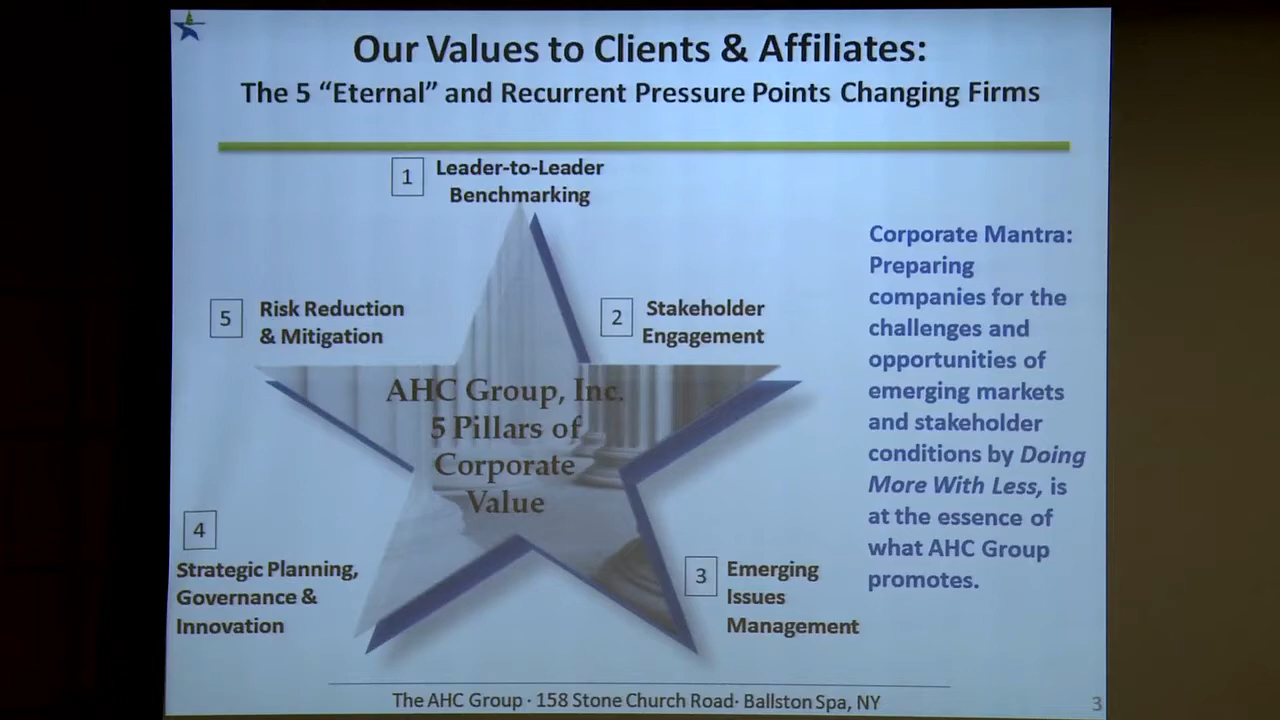 Our Values to Clients & Affiliates:
The 5 “Eternal” and Recurrent Pressure Points Changing Firms
1
Leader-to-Leader
Benchmarking
5
Risk Reduction
& Mitigation
2
Stakeholder
Engagement
AHC Group, Inc.
5 Pillars of
Corporate
Value
4
Strategic Planning,
Governance &
Innovation
3
Emerging
Issues
Management
Corporate Mantra:
Preparing
companies for the
challenges and
opportunities of
emerging markets
and stakeholder
conditions by Doing
More With Less, is
at the essence of
what AHC Group
promotes.
The AHC Group · 158 Stone Church Road· Ballston Spa, NY
3